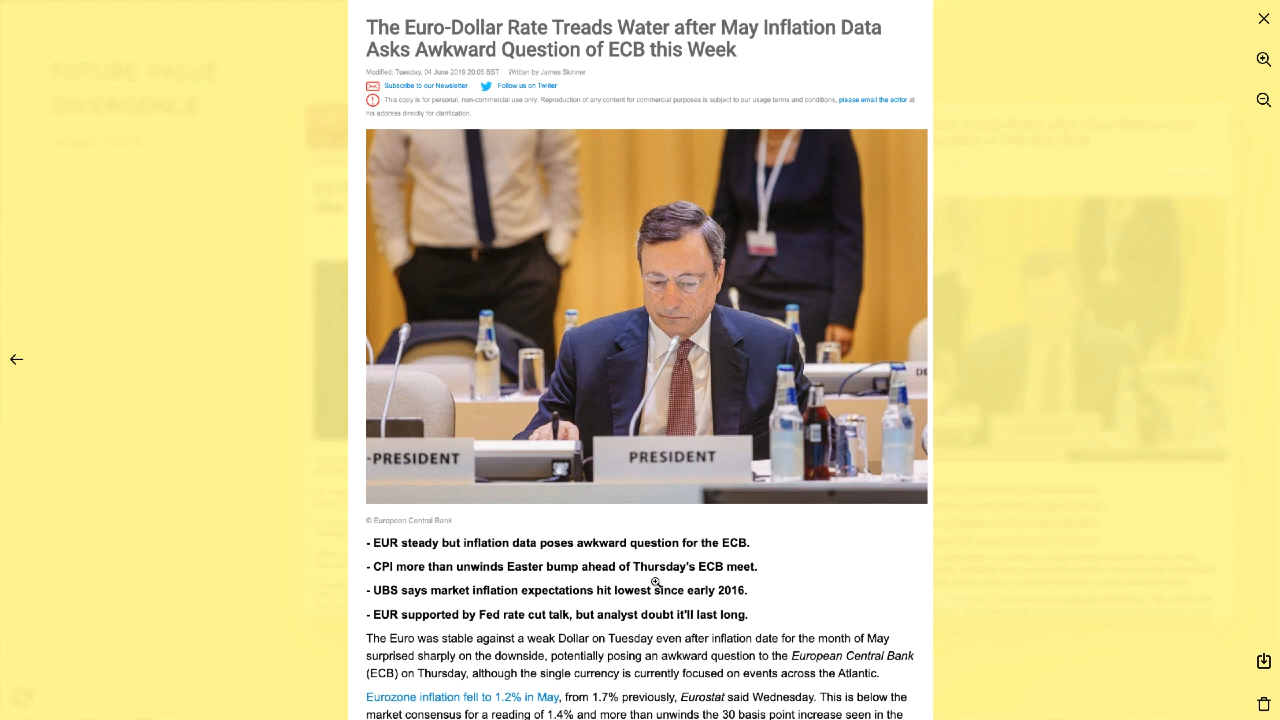 The Euro-Dollar Rate Treads Water after May Inflation Data
Asks Awkward Question of ECB this Week
Modified: Tuesday, 04 June 2019 20:05 BST Written by James Skinner
Subscribe to our Newsletter Follow us on Twitter
This copy is for personal, non-commercial use only. Reproduction of any content for commercial purposes is subject to our usage terms and conditions, please email the editor at
his address directly for clarification.
DE
-PRESIDENT
PRESIDENT
© European Central Bank
- EUR steady but inflation data poses awkward question for the ECB.
- CPI more than unwinds Easter bump ahead of Thursday's ECB meet.
- UBS says market inflation expectations hit lowest since early 2016.
- EUR supported by Fed rate cut talk, but analyst doubt it'll last long.
The Euro was stable against a weak Dollar on Tuesday even after inflation date for the month of May
surprised sharply on the downside, potentially posing an awkward question to the European Central Bank
(ECB) on Thursday, although the single currency is currently focused on events across the Atlantic.
Eurozone inflation fell to 1.2% in May, from 1.7% previously, Eurostat said Wednesday. This is below the
market consensus for a reading of 1.4% and more than unwinds the 30 basis point increase seen in the
FUTURE VALUE
DIVERGENCE